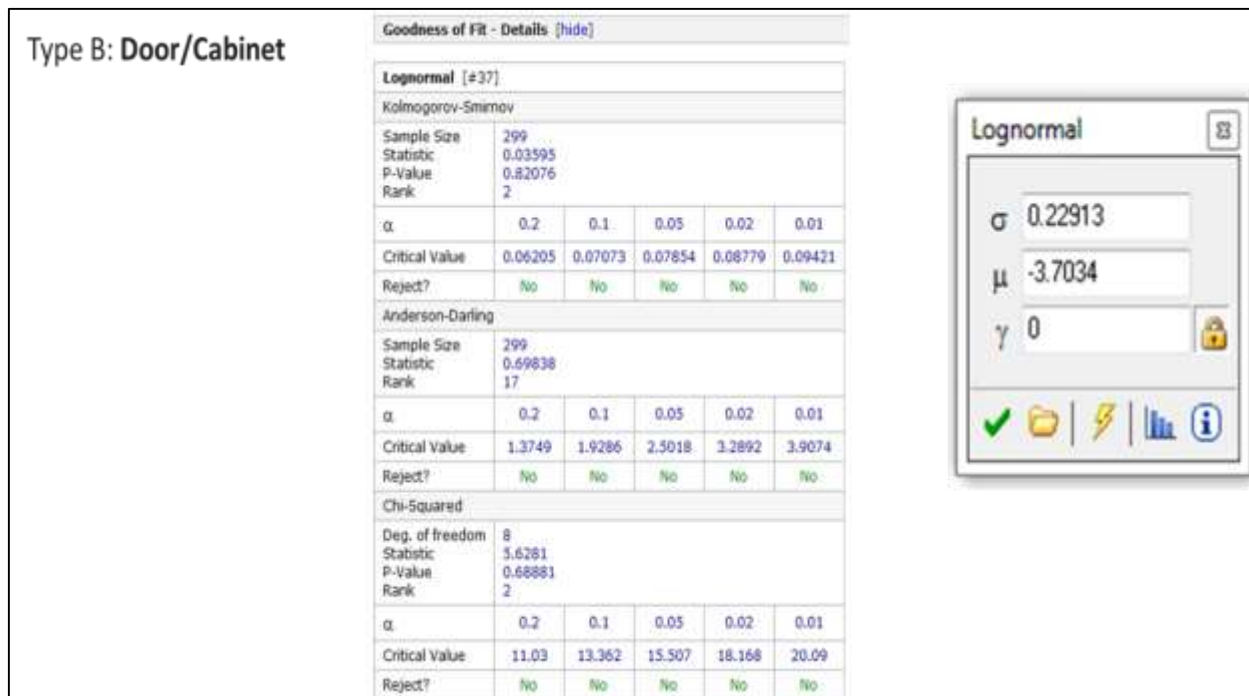 Type B: Door/Cabinet
Goodness of Fit - Details [hide]
Lognormal [#37]
Kolmogorov-Smirnov
Sample Size 299
Statistic 0.03595
P-Value 0.82076
Rank 2
α 0.2 0.1 0.05 0.02 0.01
Critical Value 0.06205 0.07073 0.07854 0.08779 0.09421
Reject? No No No No No
Anderson-Darling
Sample Size 299
Statistic 0.69838
Rank 17
α 0.2 0.1 0.05 0.02 0.01
Critical Value 1.3749 1.9286 2.5018 3.2892 3.9074
Reject? No No No No No
Chi-Squared
Deg. of freedom 8
Statistic 5.6281
P-Value 0.68881
Rank 2
α 0.2 0.1 0.05 0.02 0.01
Critical Value 11.03 13.362 15.507 18.168 20.09
Reject? No No No No No
Lognormal
σ 0.22913
μ -3.7034
γ 0